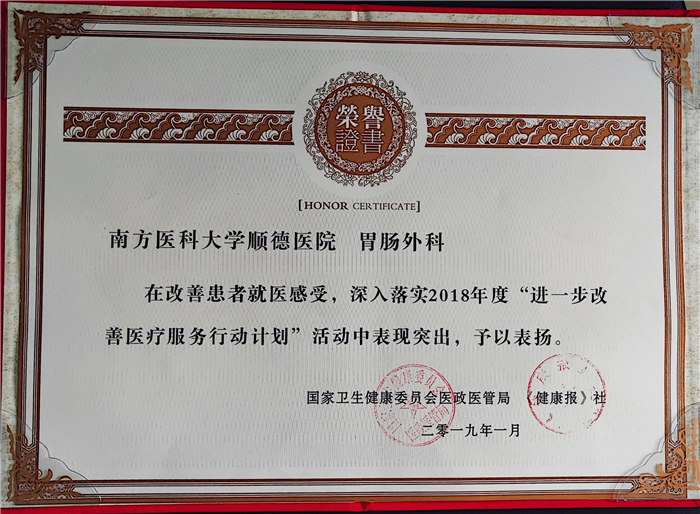 榮譽
證書
[HONOR CERTIFICATE]
南方医科大学顺德医院 胃肠外科
在改善患者就医感受，深入落实2018年度“进一步改
善医疗服务行动计划”活动中表现突出，予以表扬。
国家卫生健康委员会医政医管局 《健康报》社
二零一九年一月